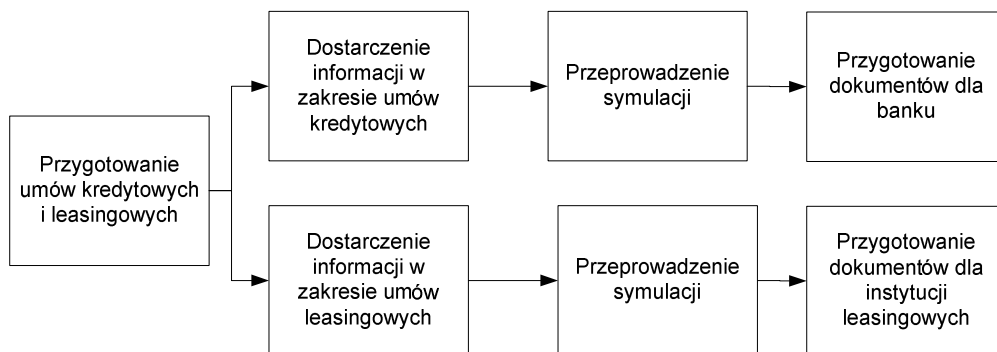 Przygotowanie
umów kredytowych
i leasingowych
Dostarczenie
informacji w
zakresie umów
kredytowych
Przeprowadzenie
symulacji
Przygotowanie
dokumentów dla
banku
Dostarczenie
informacji w
zakresie umów
leasingowych
Przeprowadzenie
symulacji
Przygotowanie
dokumentów dla
instytucji
leasingowych